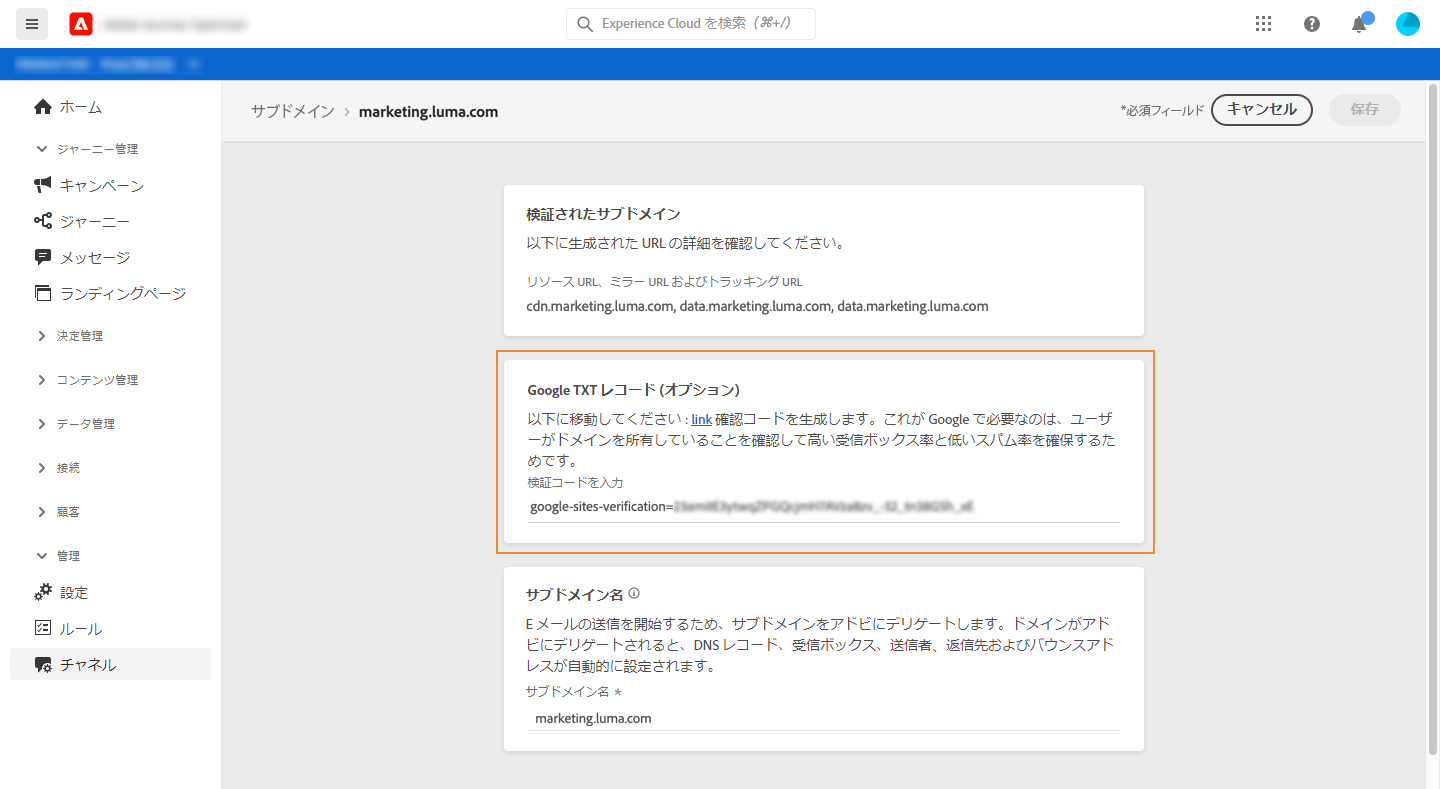 Experience Cloud を検索 (⌘+/)
ホーム
ジャーニー管理
キャンペーン
ジャーニー
メッセージ
ランディングページ
決定管理
コンテンツ管理
データ管理
接続
顧客
管理
設定
ルール
チャネル
サブドメイン > marketing.luma.com
*必須フィールド キャンセル 保存
検証されたサブドメイン
以下に生成された URL の詳細を確認してください。
リソース URL、ミラー URL およびトラッキング URL
cdn.marketing.luma.com, data.marketing.luma.com, data.marketing.luma.com
Google TXT レコード (オプション)
以下に移動してください : link 確認コードを生成します。これが Google で必要なのは、ユーザ
ーがドメインを所有していることを確認して高い受信ボックス率と低いスパム率を確保するた
めです。
検証コードを入力
google-sites-verification=
サブドメイン名
E メールの送信を開始するため、サブドメインをアドビにデリゲートします。ドメインがアド
ビにデリゲートされると、DNS レコード、受信ボックス、送信者、返信先およびバウンスアド
レスが自動的に設定されます。
サブドメイン名 *
marketing.luma.com